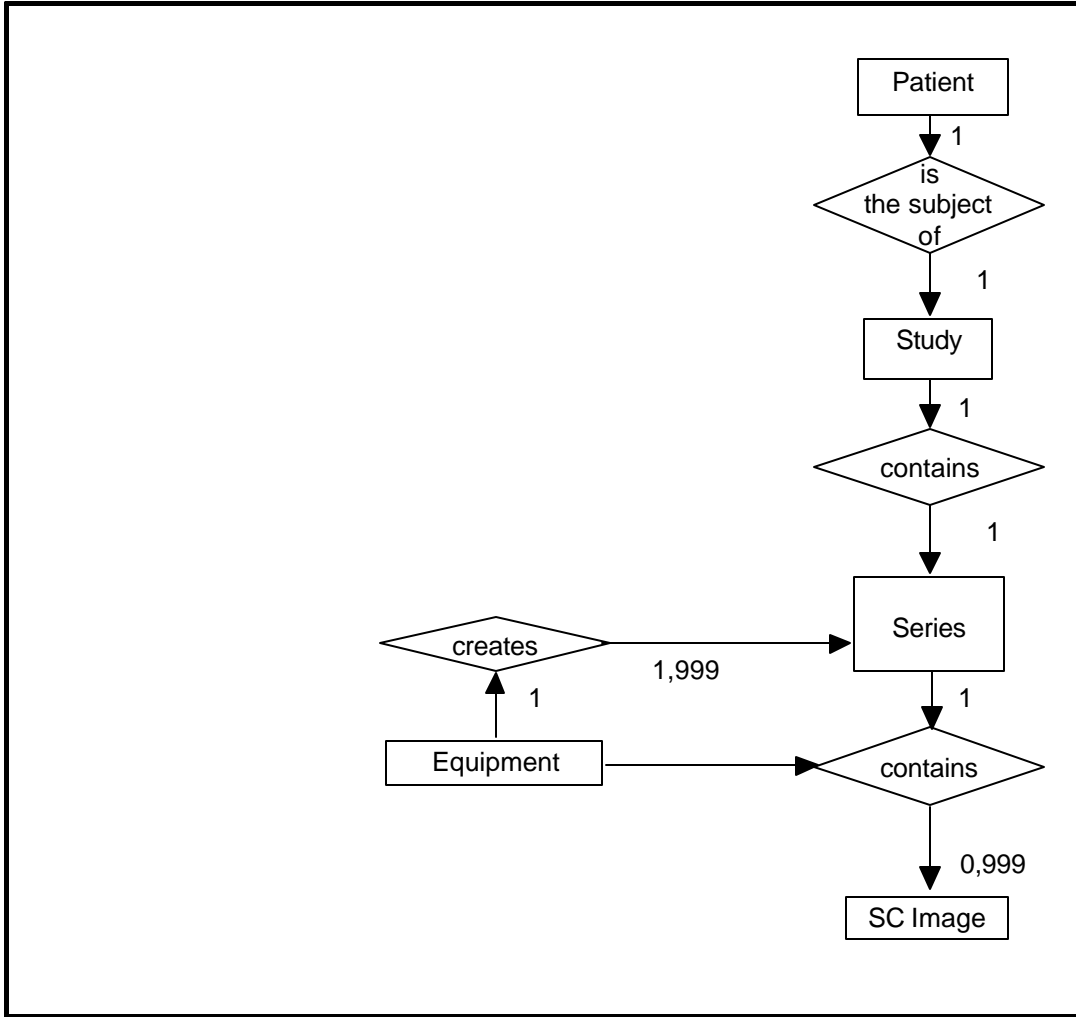 Patient
1
is
the subject
of
1
Study
1
contains
1
Series
creates
1,999
1
1
Equipment
contains
0,999
SC Image